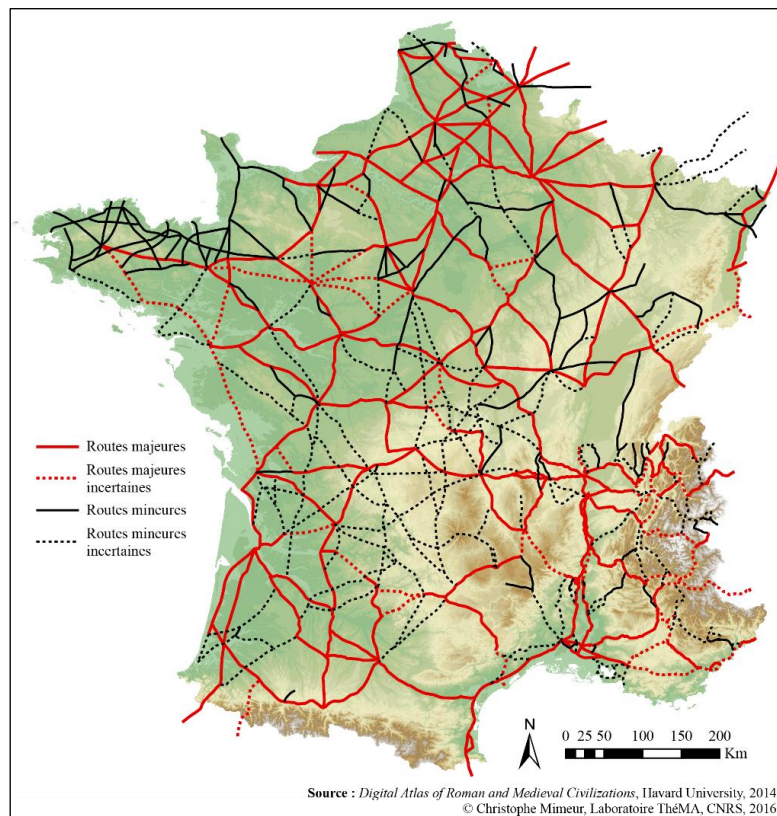 Routes majeures
Routes majeures
incertaines
Routes mineures
Routes mineures
incertaines
N
0 25 50 100 150 200
Km
Source : Digital Atlas of Roman and Medieval Civilizations, Havard University, 2014
© Christophe Mimeur, Laboratoire ThéMA, CNRS, 2016